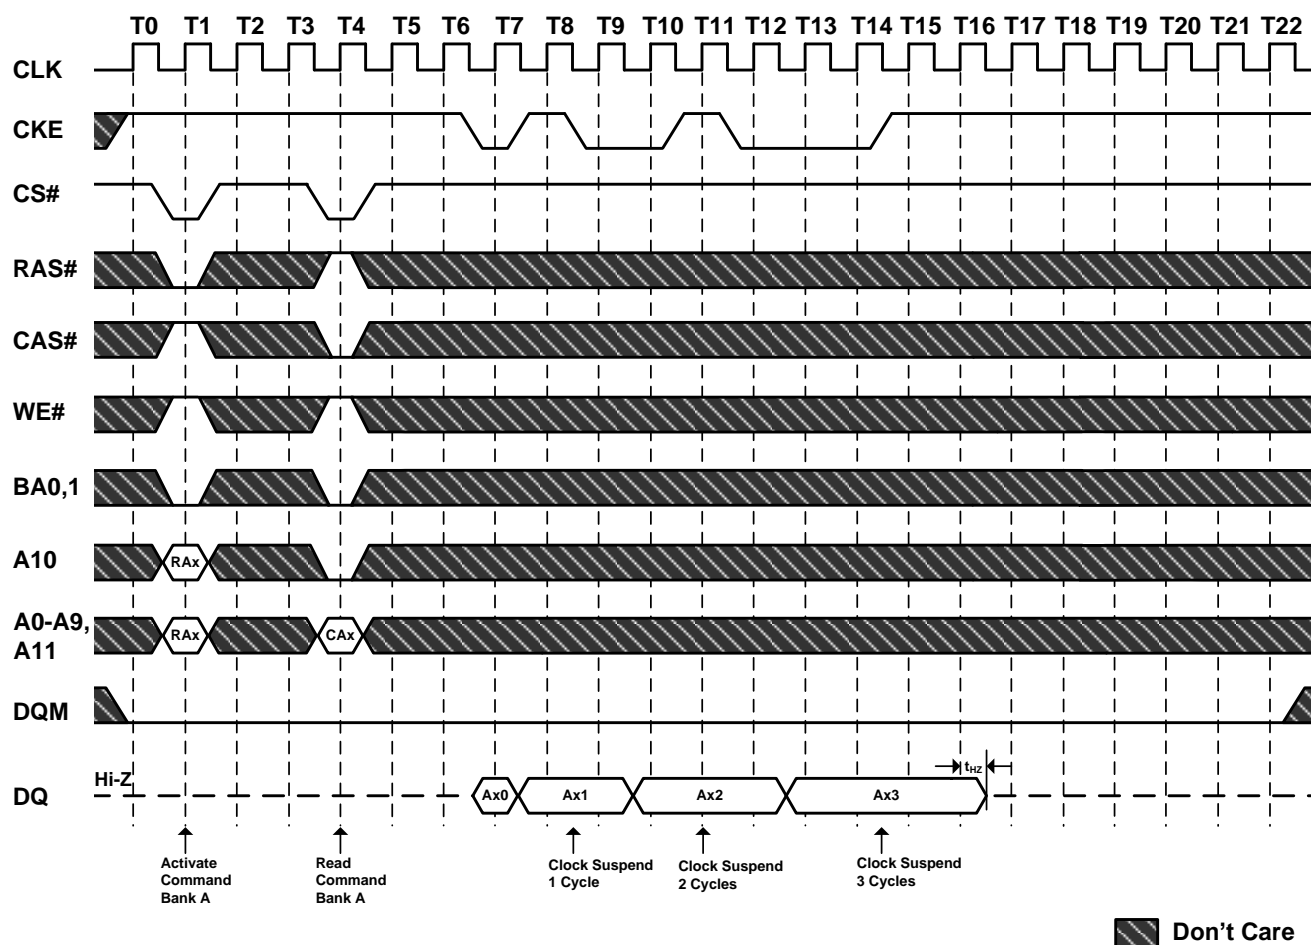 T0 T1 T2 T3 T4 T5 T6 T7 T8 T9 T10 T11 T12 T13 T14 T15 T16 T17 T18 T19 T20 T21 T22
CLK
CKE
CS#
RAS#
CAS#
WE#
BA0,1
A10
RAx
A0-A9,
A11
RAx CAx
DQM
Hi-Z
tHZ
DQ
Ax0 Ax1 Ax2 Ax3
Activate
Command
Bank A
Read
Command
Bank A
Clock Suspend
1 Cycle
Clock Suspend
2 Cycles
Clock Suspend
3 Cycles
Don't Care